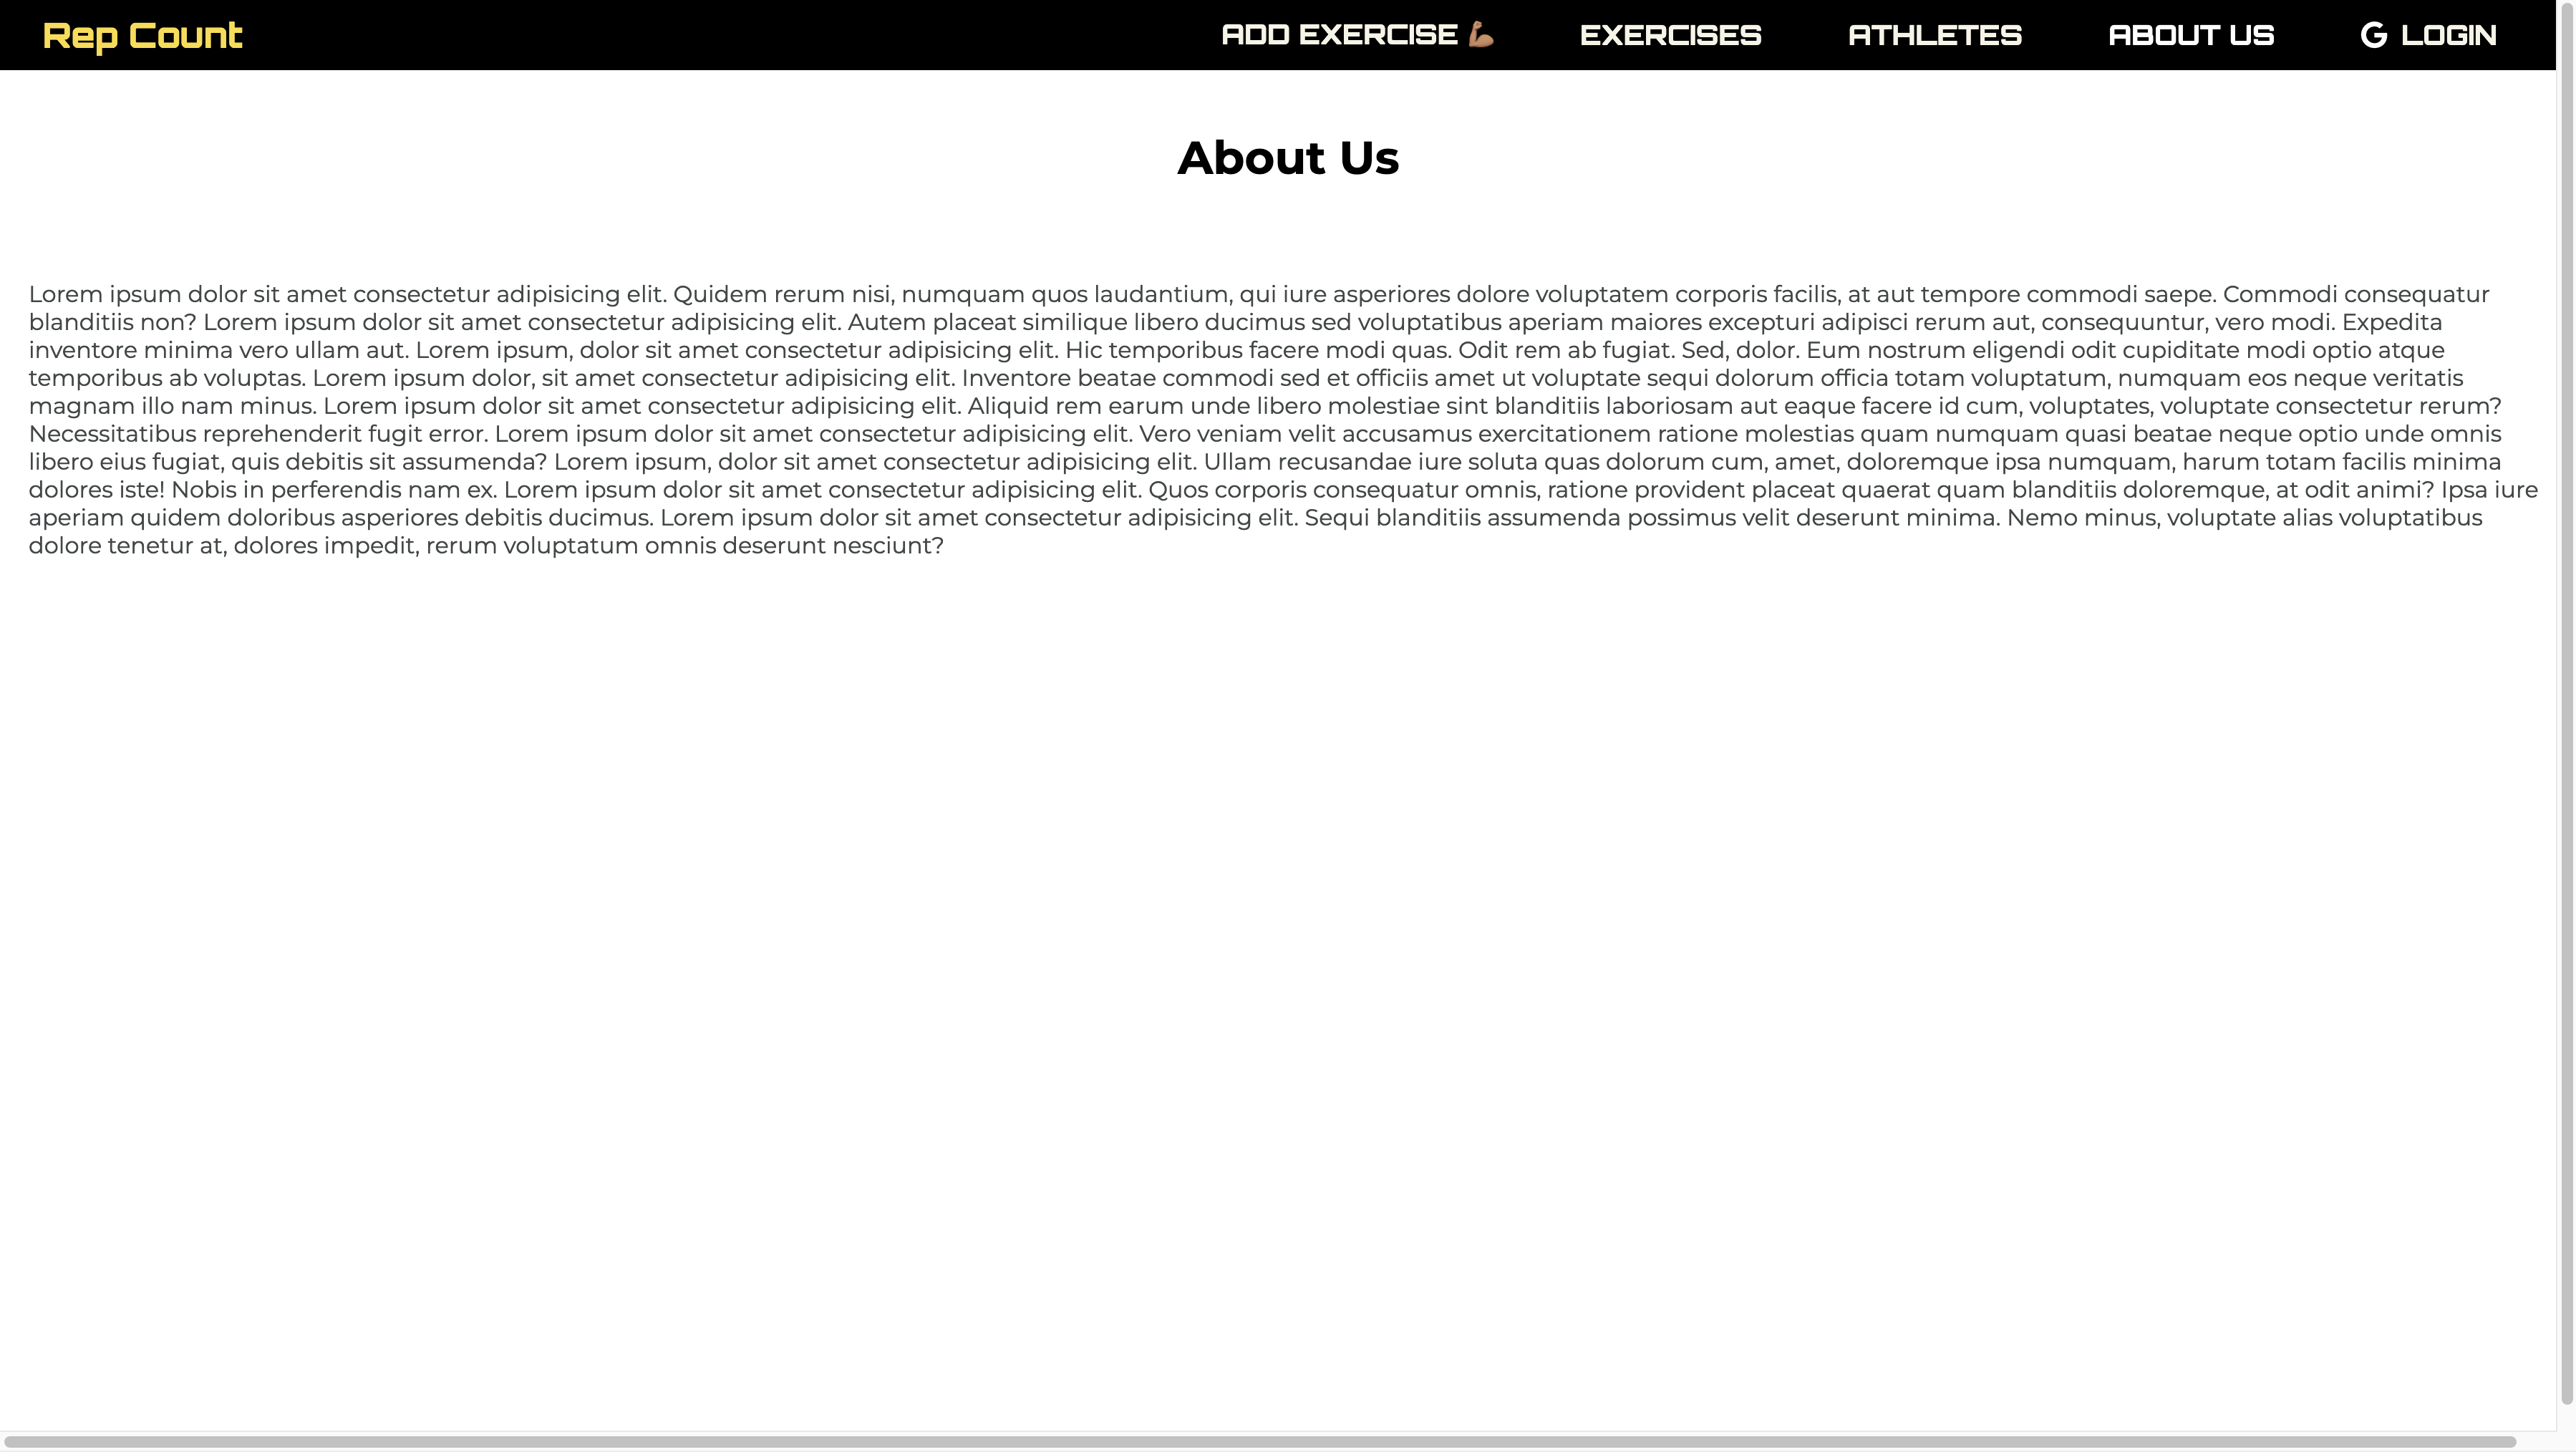 Rep Count
ADD EXERCISE 💪🏽
EXERCISES
ATHLETES
ABOUT US
G LOGIN
About Us
Lorem ipsum dolor sit amet consectetur adipisicing elit. Quidem rerum nisi, numquam quos laudantium, qui iure asperiores dolore voluptatem corporis facilis, at aut tempore commodi saepe. Commodi consequatur
blanditiis non? Lorem ipsum dolor sit amet consectetur adipisicing elit. Autem placeat similique libero ducimus sed voluptatibus aperiam maiores excepturi adipisci rerum aut, consequuntur, vero modi. Expedita
inventore minima vero ullam aut. Lorem ipsum, dolor sit amet consectetur adipisicing elit. Hic temporibus facere modi quas. Odit rem ab fugiat. Sed, dolor. Eum nostrum eligendi odit cupiditate modi optio atque
temporibus ab voluptas. Lorem ipsum dolor, sit amet consectetur adipisicing elit. Inventore beatae commodi sed et officiis amet ut voluptate sequi dolorum officia totam voluptatum, numquam eos neque veritatis
magnam illo nam minus. Lorem ipsum dolor sit amet consectetur adipisicing elit. Aliquid rem earum unde libero molestiae sint blanditiis laboriosam aut eaque facere id cum, voluptates, voluptate consectetur rerum?
Necessitatibus reprehenderit fugit error. Lorem ipsum dolor sit amet consectetur adipisicing elit. Vero veniam velit accusamus exercitationem ratione molestias quam numquam quasi beatae neque optio unde omnis
libero eius fugiat, quis debitis sit assumenda? Lorem ipsum, dolor sit amet consectetur adipisicing elit. Ullam recusandae iure soluta quas dolorum cum, amet, doloremque ipsa numquam, harum totam facilis minima
dolores iste! Nobis in perferendis nam ex. Lorem ipsum dolor sit amet consectetur adipisicing elit. Quos corporis consequatur omnis, ratione provident placeat quaerat quam blanditiis doloremque, at odit animi? Ipsa iure
aperiam quidem doloribus asperiores debitis ducimus. Lorem ipsum dolor sit amet consectetur adipisicing elit. Sequi blanditiis assumenda possimus velit deserunt minima. Nemo minus, voluptate alias voluptatibus
dolore tenetur at, dolores impedit, rerum voluptatum omnis deserunt nesciunt?